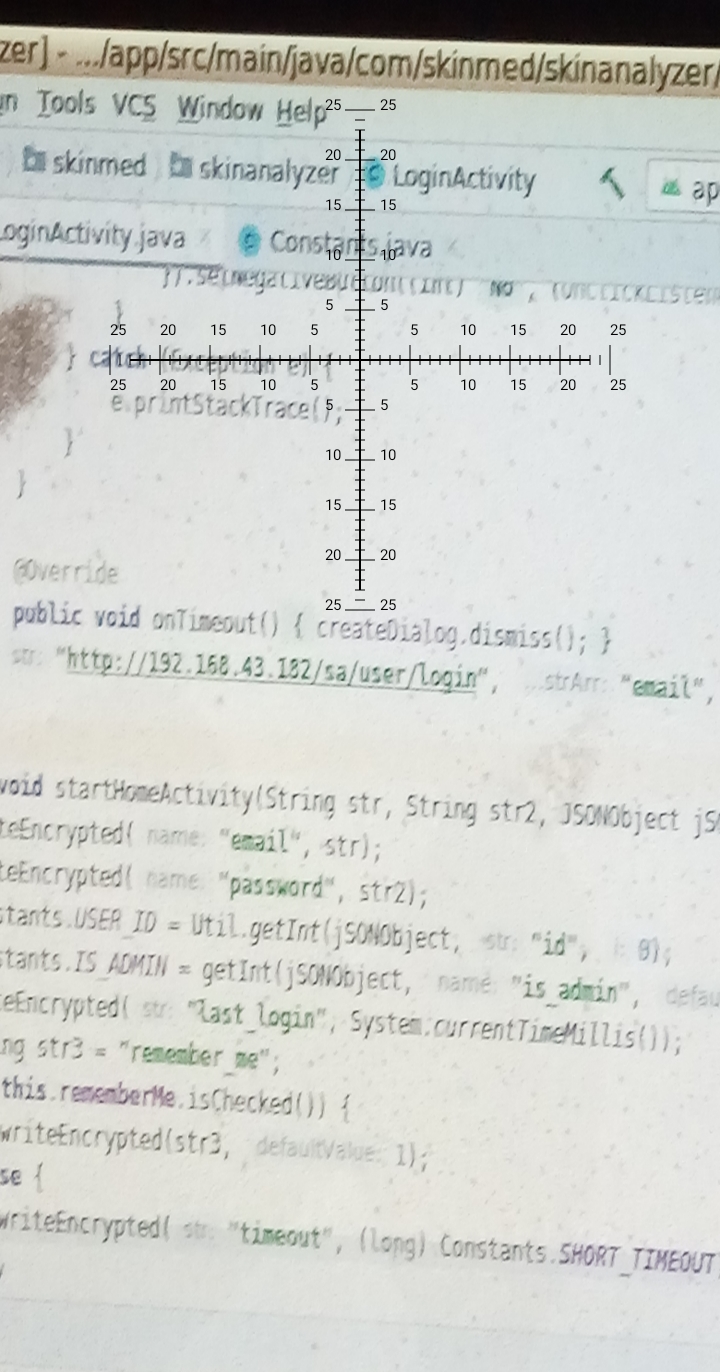 zer] - .../app/src/main/java/com/skinmed/skinanalyzer/
Tools VCS Window Help
skinmed skinanalyzer LoginActivity
LoginActivity.java Constants.java
}
} catch (Exception e) {
e.printStackTrace();
}
}
@Override
public void onTimeout() { createDialog.dismiss(); }
str: "http://192.168.43.182/sa/user/login", ...strArr: "email",
void startHomeActivity(String str, String str2, JSONObject jS
teEncrypted( name: "email", str);
teEncrypted( name: "password", str2);
stants.USER_ID = Util.getInt(jSONObject, str: "id", i: 0);
stants.IS_ADMIN = getInt(jSONObject, name: "is_admin", defau
teEncrypted( str: "last_login", System.currentTimeMillis());
ng str3 = "remember_me";
this.rememberMe.isChecked()) {
writeEncrypted(str3, defaultValue: 1);
se {
writeEncrypted( str: "timeout", (long) Constants.SHORT_TIMEOUT
25 25
20 20
15 15
10 10
5 5
25 20 15 10 5 5 10 15 20 25
25 20 15 10 5 5 10 15 20 25
5 5
10 10
15 15
20 20
25 25